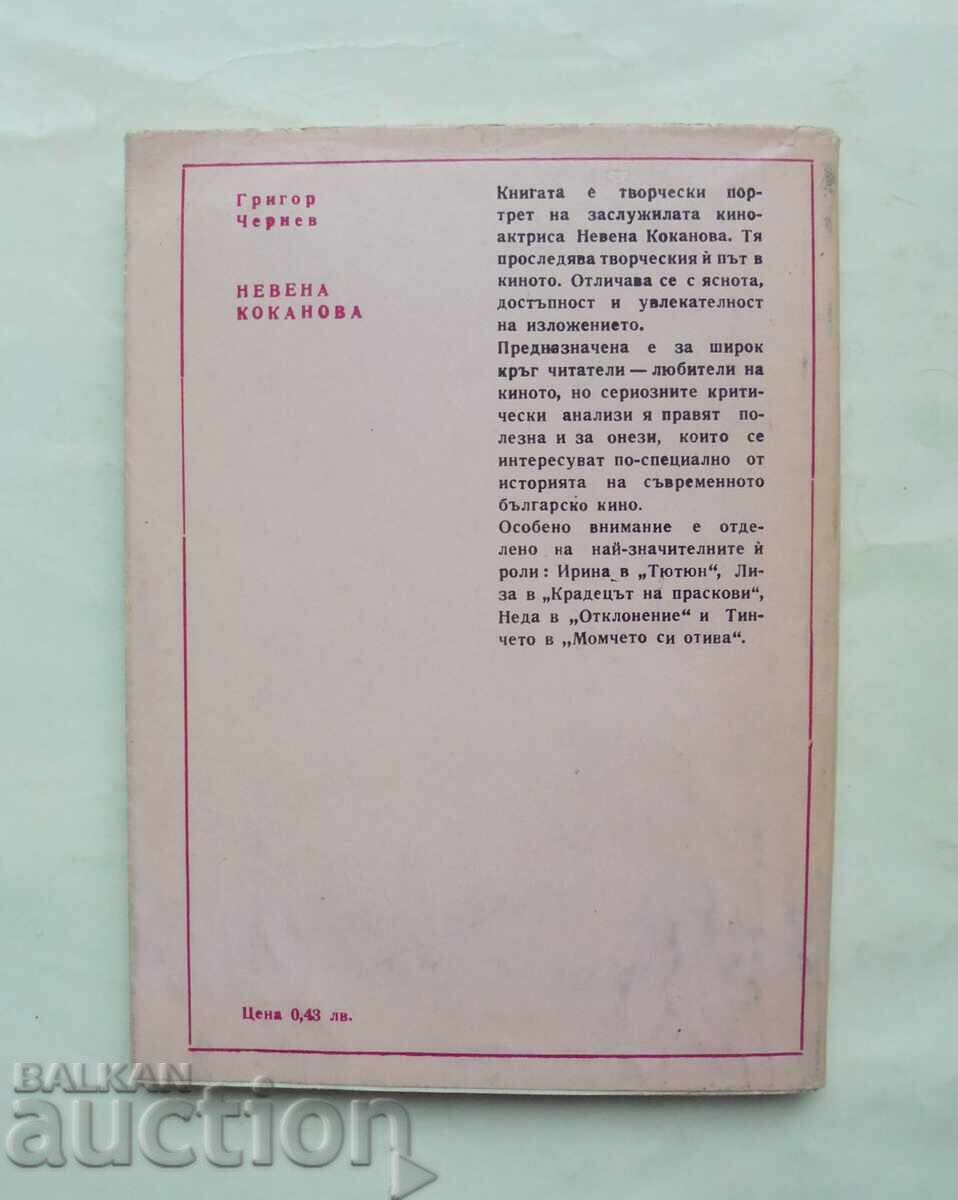 Григор
Чернев
НЕВЕНА
КОКАНОВА
Книгата е творчески пор-
трет на заслужилата кино-
актриса Невена Коканова. Тя
проследява творческия ѝ път в
киното. Отличава се с яснота,
достъпност и увлекателност
на изложението.
Предназначена е за широк
кръг читатели — любители на
киното, но сериозните крити-
чески анализи я правят по-
лезна и за онези, които се
интересуват по-специално от
историята на съвременното
българско кино.
Особено внимание е отде-
лено на най-значителните ѝ
роли: Ирина в „Тютюн“, Ли-
за в „Крадецът на праскови“,
Неда в „Отклонение“ и Тин-
чето в „Момчето си отива“.
Цена 0,43 лв.
BALKAN
auction